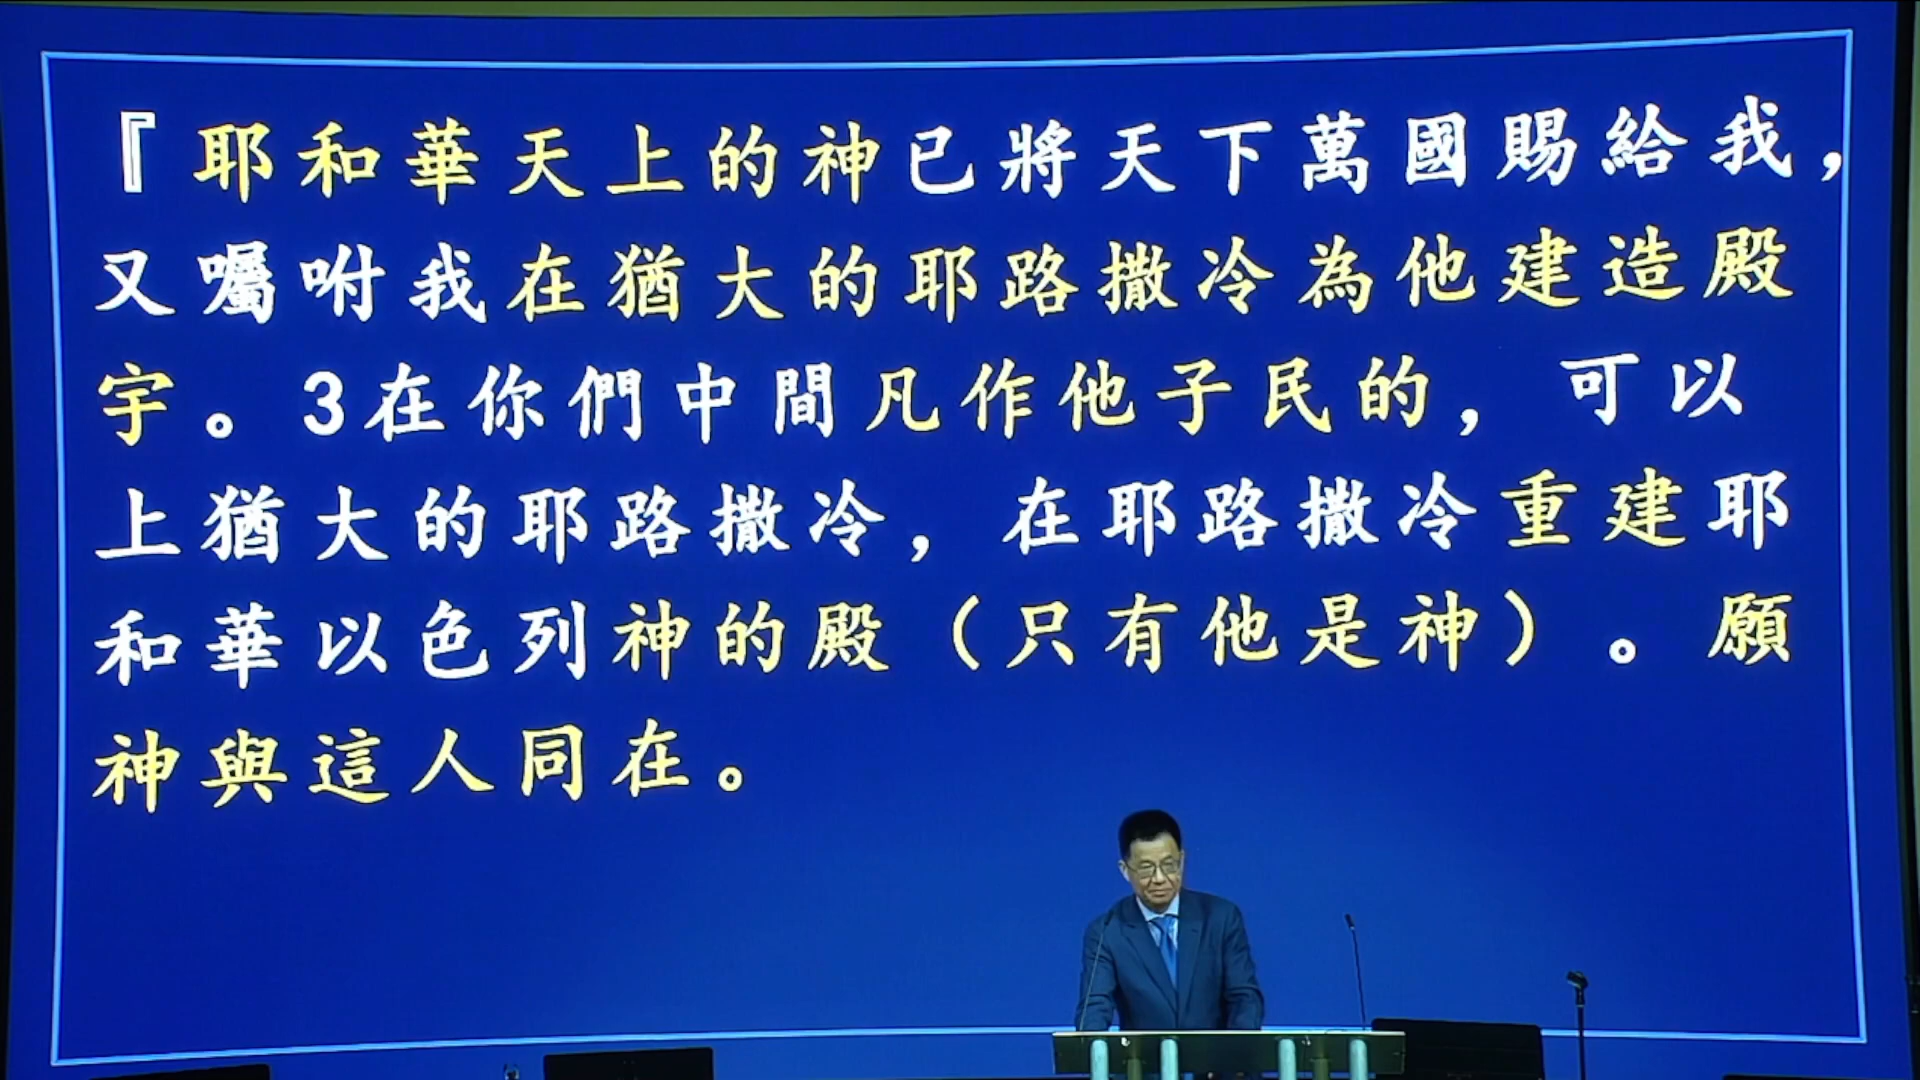 『耶和華天上的神已將天下萬國賜給我，
又囑咐我在猶大的耶路撒冷為他建造殿
宇。3在你們中間凡作他子民的，可以
上猶大的耶路撒冷，在耶路撒冷重建耶
和華以色列神的殿（只有他是神）。願
神與這人同在。